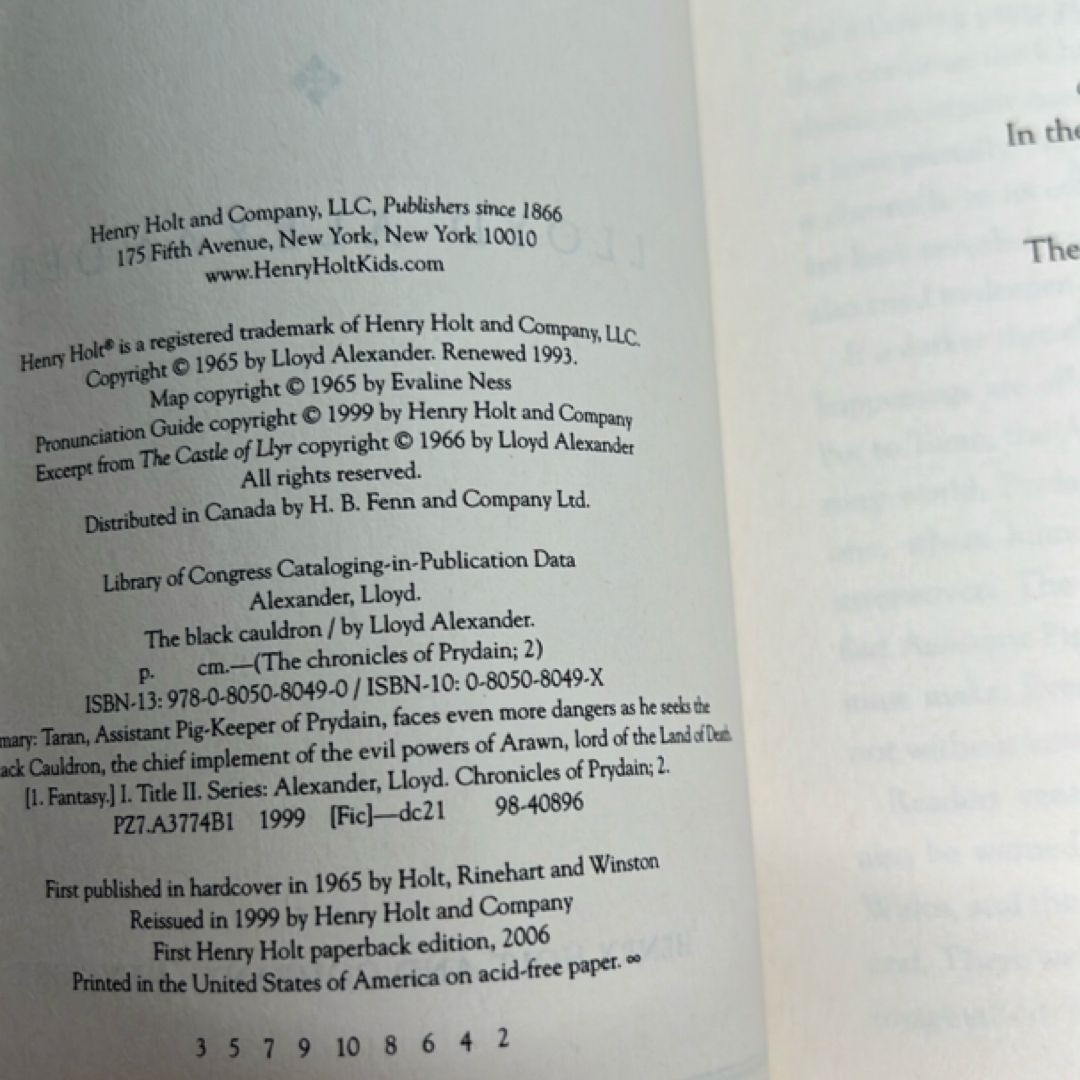 Henry Holt and Company, LLC, Publishers since 1866
175 Fifth Avenue, New York, New York 10010
www.HenryHoltKids.com
Henry Holt® is a registered trademark of Henry Holt and Company, LLC.
Copyright © 1965 by Lloyd Alexander. Renewed 1993.
Map copyright © 1965 by Evaline Ness
Pronunciation Guide copyright © 1999 by Henry Holt and Company
Excerpt from The Castle of Llyr copyright © 1966 by Lloyd Alexander
All rights reserved.
Distributed in Canada by H. B. Fenn and Company Ltd.
Library of Congress Cataloging-in-Publication Data
Alexander, Lloyd.
The black cauldron / by Lloyd Alexander.
p. cm.—(The chronicles of Prydain; 2)
ISBN-13: 978-0-8050-8049-0 / ISBN-10: 0-8050-8049-X
mary: Taran, Assistant Pig-Keeper of Prydain, faces even more dangers as he seeks the
ack Cauldron, the chief implement of the evil powers of Arawn, lord of the Land of Death.
[1. Fantasy.] I. Title II. Series: Alexander, Lloyd. Chronicles of Prydain; 2.
PZ7.A3774B1 1999 [Fic]—dc21 98-40896
First published in hardcover in 1965 by Holt, Rinehart and Winston
Reissued in 1999 by Henry Holt and Company
First Henry Holt paperback edition, 2006
Printed in the United States of America on acid-free paper. ∞
3 5 7 9 10 8 6 4 2
In the
The